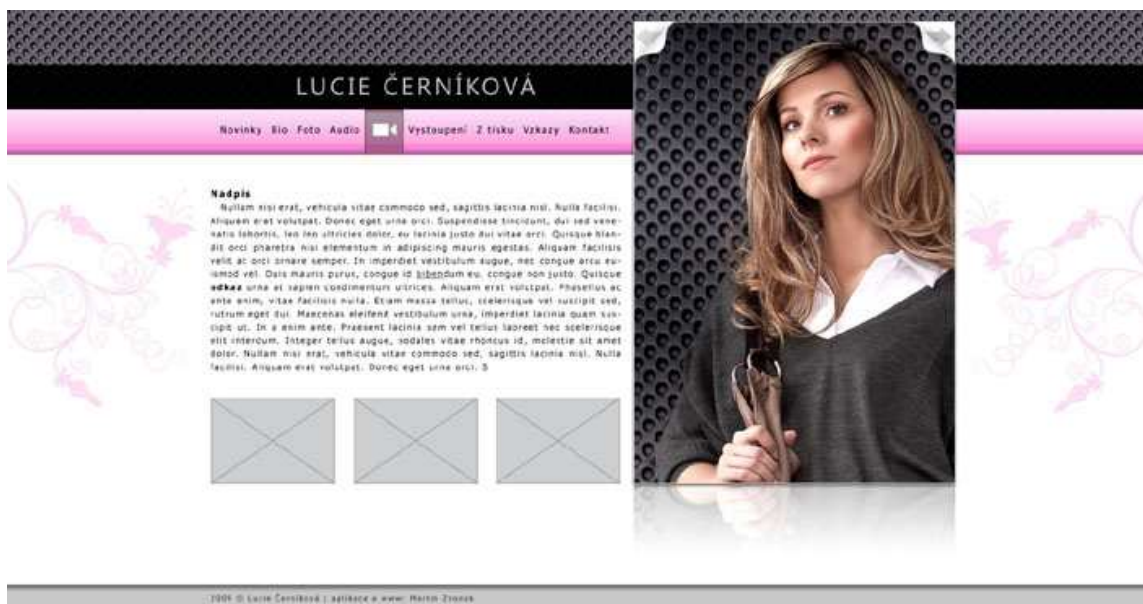 LUCIE ČERNÍKOVÁ
Novinky Bio Foto Audio Vystoupení Z tisku Vzkazy Kontakt
Nadpis
Nullam nisi erat, vehicula vitae commodo sed, sagittis lacinia nisl. Nulla facilisi.
Aliquam erat volutpat. Donec eget urna orci. Suspendisse tincidunt, dui sed vene-
natis lobortis, leo leo ultricies dolor, eu lacinia justo dui vitae orci. Quisque blan-
dit orci pharetra nisi elementum in adipiscing mauris egestas. Aliquam facilisis
velit ac orci ornare semper. In imperdiet vestibulum augue, nec congue arcu eu-
ismod vel. Duis mauris purus, congue id bibendum eu, congue non justo. Quisque
odkaz urna at sapien condimentum ultrices. Aliquam erat volutpat. Phasellus ac
ante enim, vitae facilisis nulla. Etiam massa tellus, scelerisque vel suscipit sed,
rutrum eget dui. Maecenas eleifend vestibulum urna, imperdiet lacinia quam sus-
cipit ut. In a enim ante. Praesent lacinia sem vel tellus laoreet nec scelerisque
elit interdum. Integer tellus augue, sodales vitae rhoncus id, molestie sit amet
dolor. Nullam nisi erat, vehicula vitae commodo sed, sagittis lacinia nisl. Nulla
facilisi. Aliquam erat volutpat. Donec eget urna orci. S
© Lucie Černíková | aplikace a www: Martin